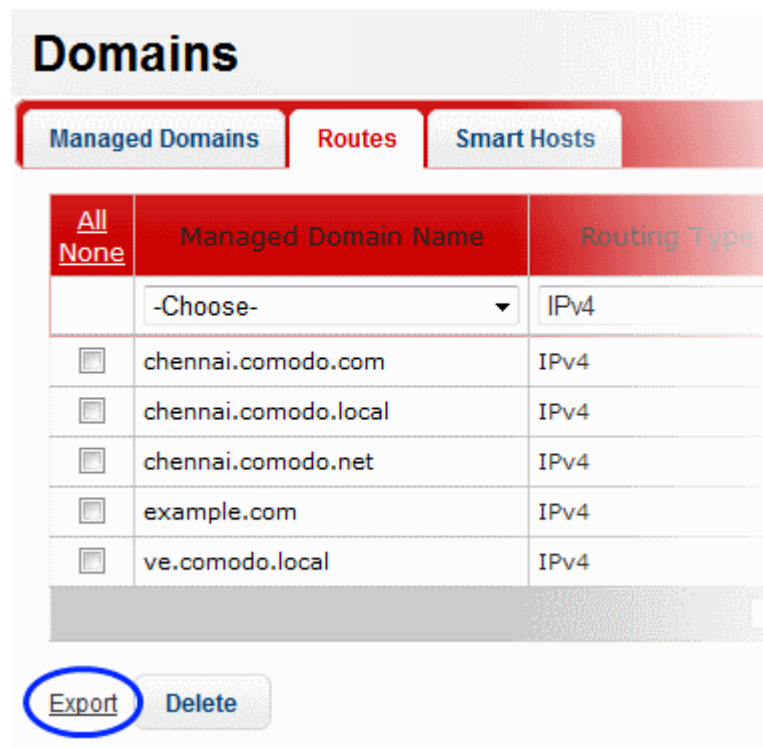 Domains
Managed Domains Routes Smart Hosts
All None Managed Domain Name Routing Type
-Choose- IPv4
chennai.comodo.com IPv4
chennai.comodo.local IPv4
chennai.comodo.net IPv4
example.com IPv4
ve.comodo.local IPv4
Export Delete